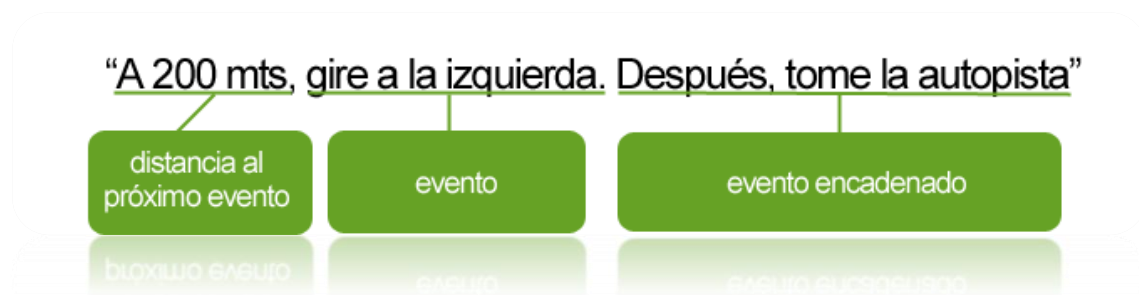 “A 200 mts, gire a la izquierda. Después, tome la autopista”
distancia al
próximo evento
evento
evento encadenado